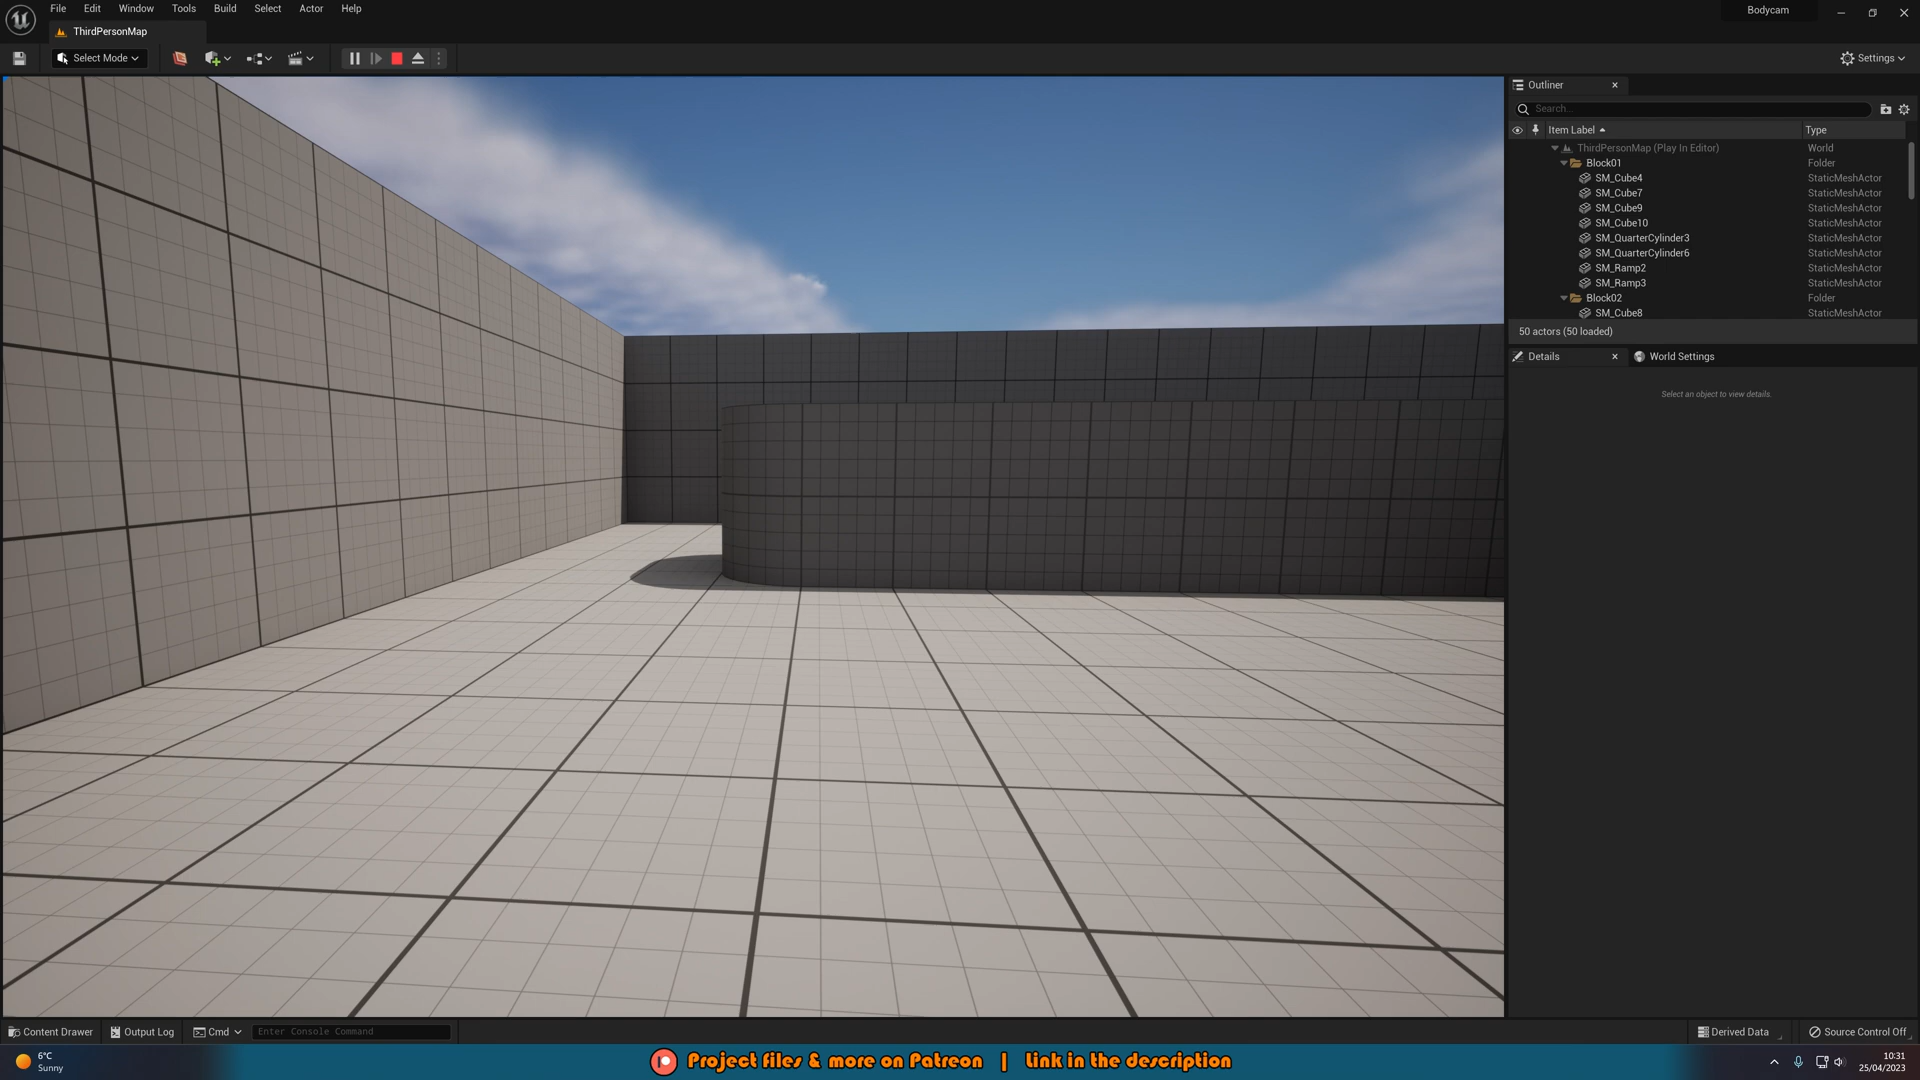 File Edit Window Tools Build Select Actor Help
Bodycam
ThirdPersonMap
Select Mode
Settings
Outliner
Search...
Item Label Type
ThirdPersonMap (Play In Editor) World
Block01 Folder
SM_Cube4 StaticMeshActor
SM_Cube7 StaticMeshActor
SM_Cube9 StaticMeshActor
SM_Cube10 StaticMeshActor
SM_QuarterCylinder3 StaticMeshActor
SM_QuarterCylinder6 StaticMeshActor
SM_Ramp2 StaticMeshActor
SM_Ramp3 StaticMeshActor
Block02 Folder
SM_Cube8 StaticMeshActor
50 actors (50 loaded)
Details World Settings
Select an object to view details.
Content Drawer Output Log Cmd Enter Console Command
Derived Data Source Control Off
6°C
Sunny
Project files & more on Patreon | Link in the description
10:31
25/04/2023